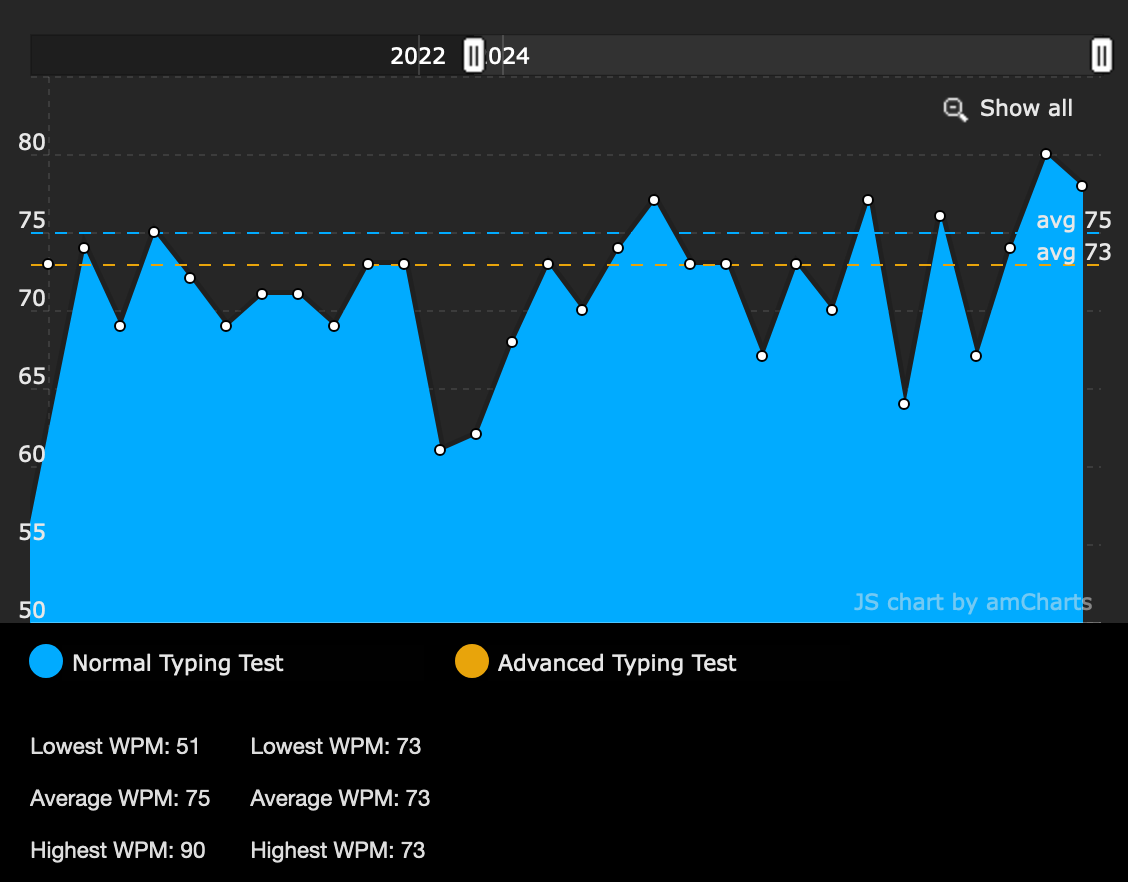 2022 024
Show all
80
75
avg 75
avg 73
70
65
60
55
50
JS chart by amCharts
Normal Typing Test Advanced Typing Test
Lowest WPM: 51 Lowest WPM: 73
Average WPM: 75 Average WPM: 73
Highest WPM: 90 Highest WPM: 73